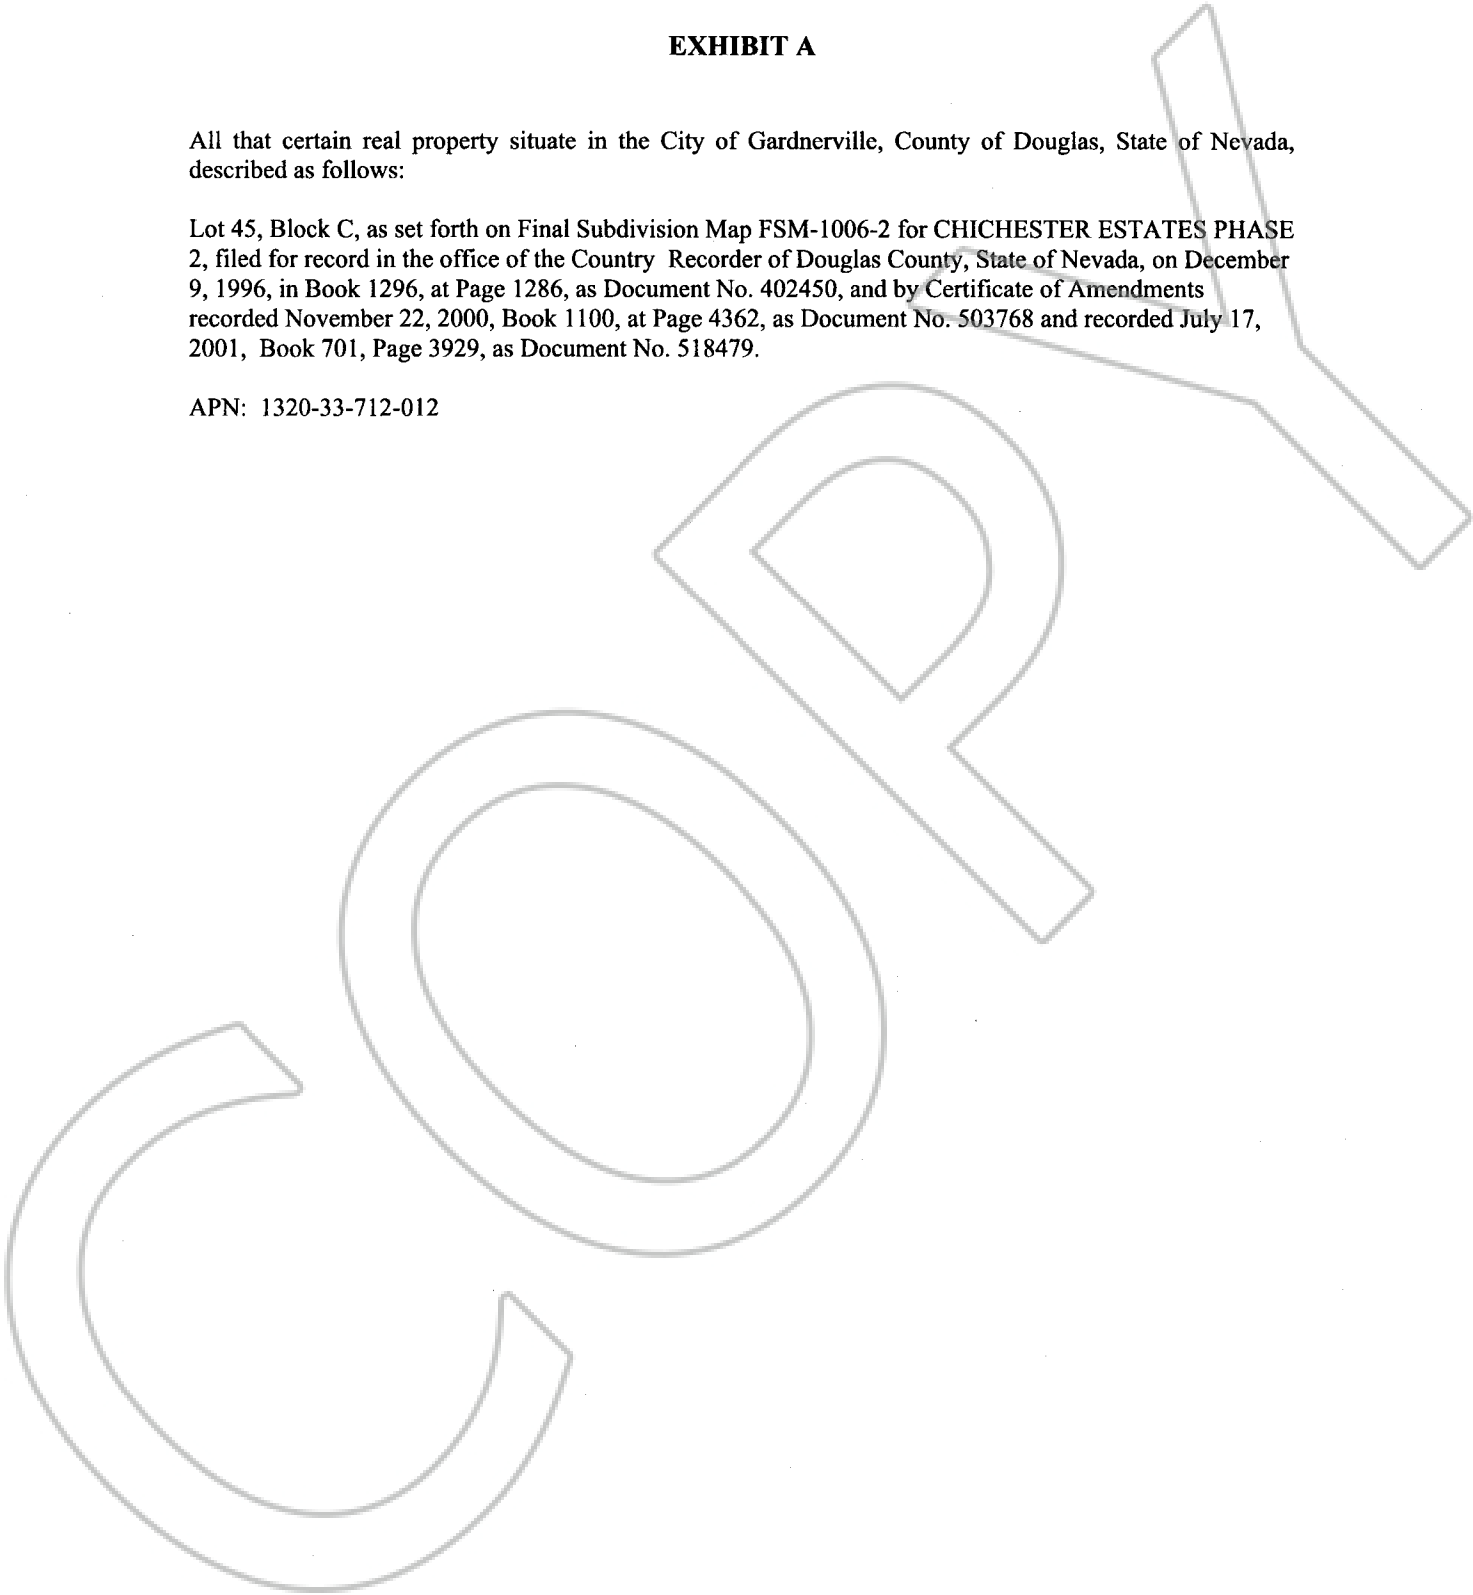 EXHIBIT A
All that certain real property situate in the City of Gardnerville, County of Douglas, State of Nevada,
described as follows:
Lot 45, Block C, as set forth on Final Subdivision Map FSM-1006-2 for CHICHESTER ESTATES PHASE
2, filed for record in the office of the Country Recorder of Douglas County, State of Nevada, on December
9, 1996, in Book 1296, at Page 1286, as Document No. 402450, and by Certificate of Amendments
recorded November 22, 2000, Book 1100, at Page 4362, as Document No. 503768 and recorded July 17,
2001, Book 701, Page 3929, as Document No. 518479.
APN: 1320-33-712-012
COPY